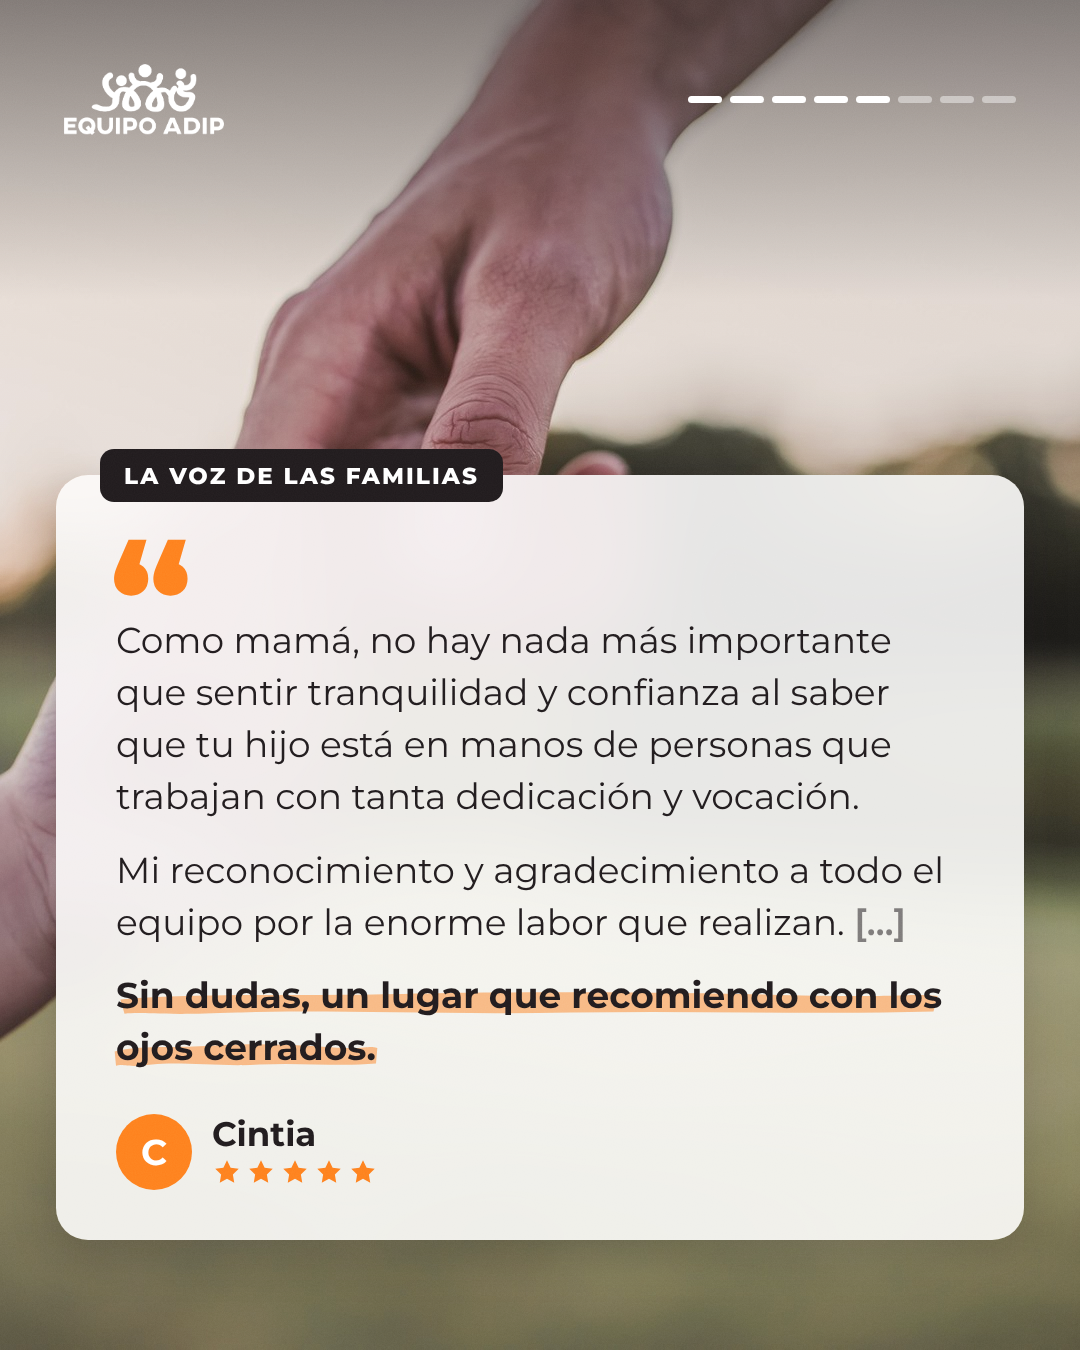 EQUIPO ADIP
LA VOZ DE LAS FAMILIAS
“
Como mamá, no hay nada más importante
que sentir tranquilidad y confianza al saber
que tu hijo está en manos de personas que
trabajan con tanta dedicación y vocación.
Mi reconocimiento y agradecimiento a todo el
equipo por la enorme labor que realizan. [...]
Sin dudas, un lugar que recomiendo con los
ojos cerrados.
C
Cintia